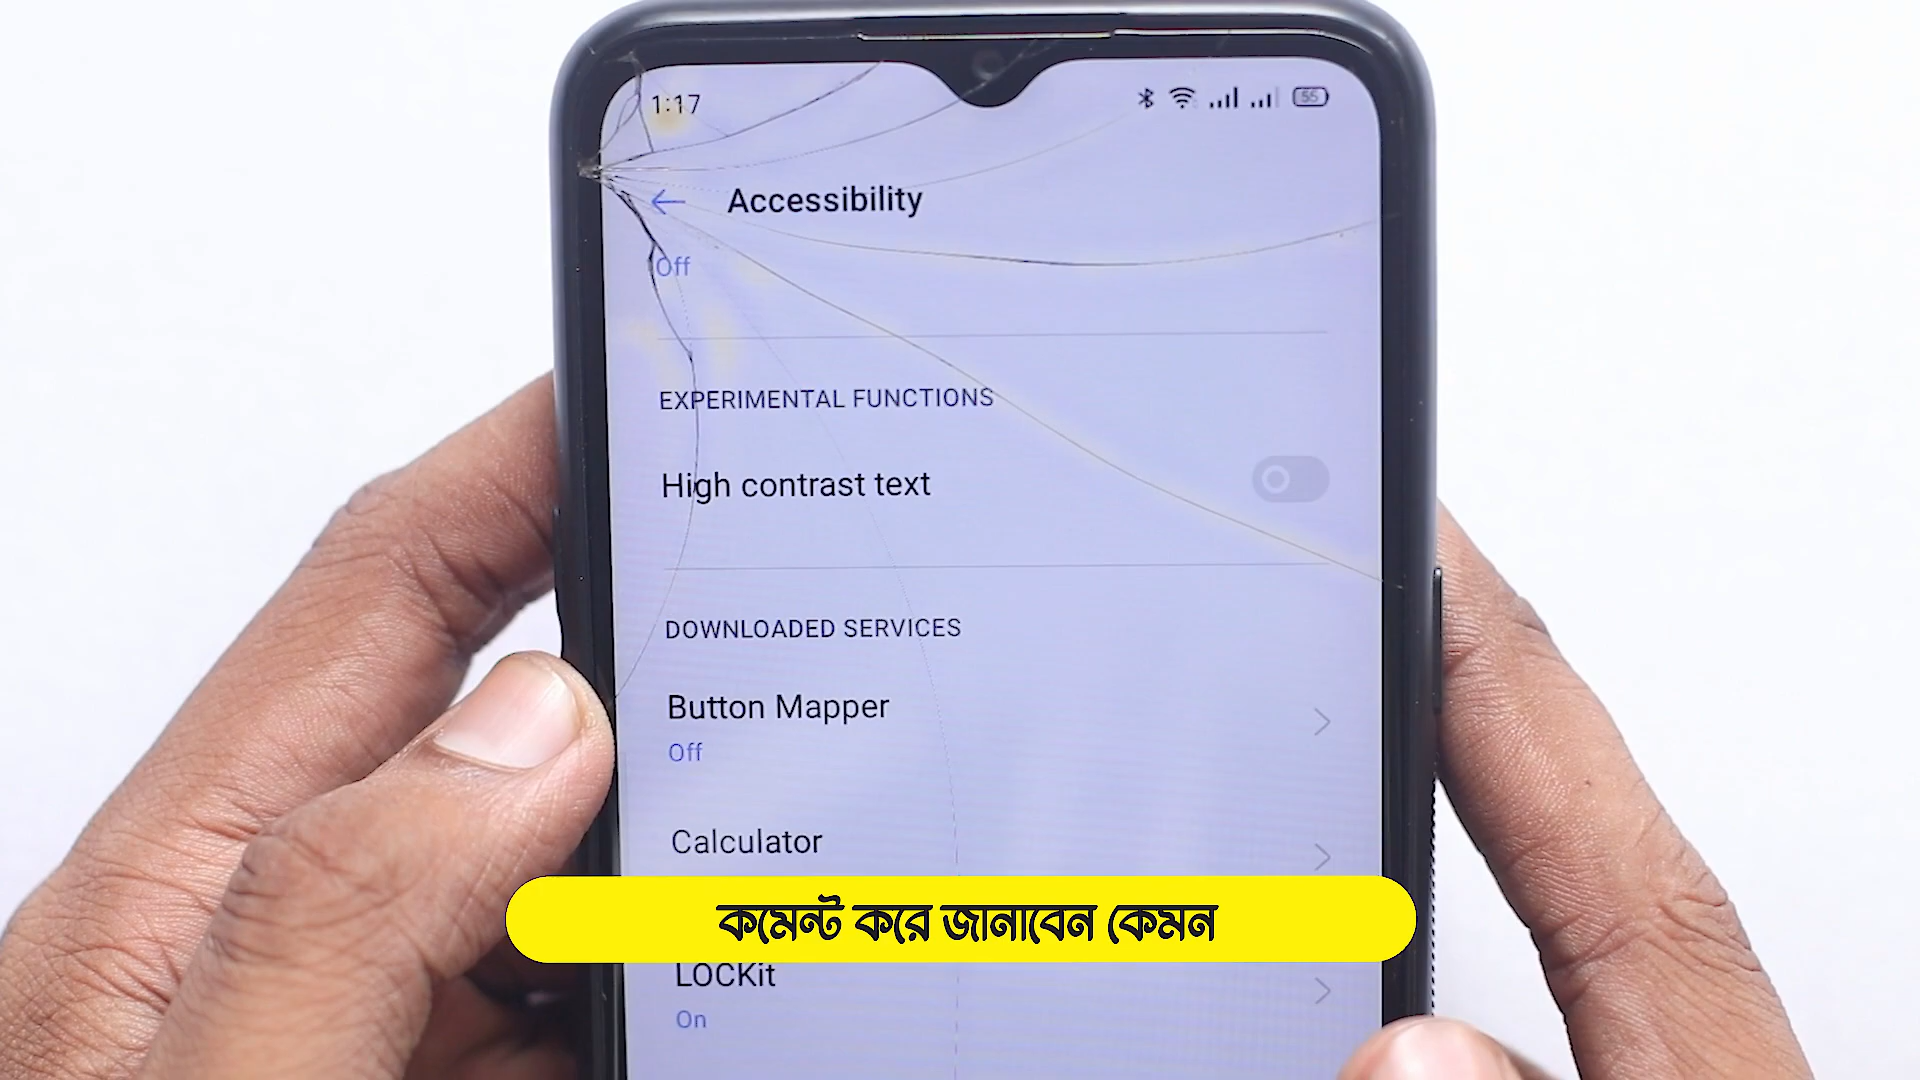 1:17
55
Accessibility
Off
EXPERIMENTAL FUNCTIONS
High contrast text
DOWNLOADED SERVICES
Button Mapper
Off
Calculator
কমেন্ট করে জানাবেন কেমন
LOCKit
On